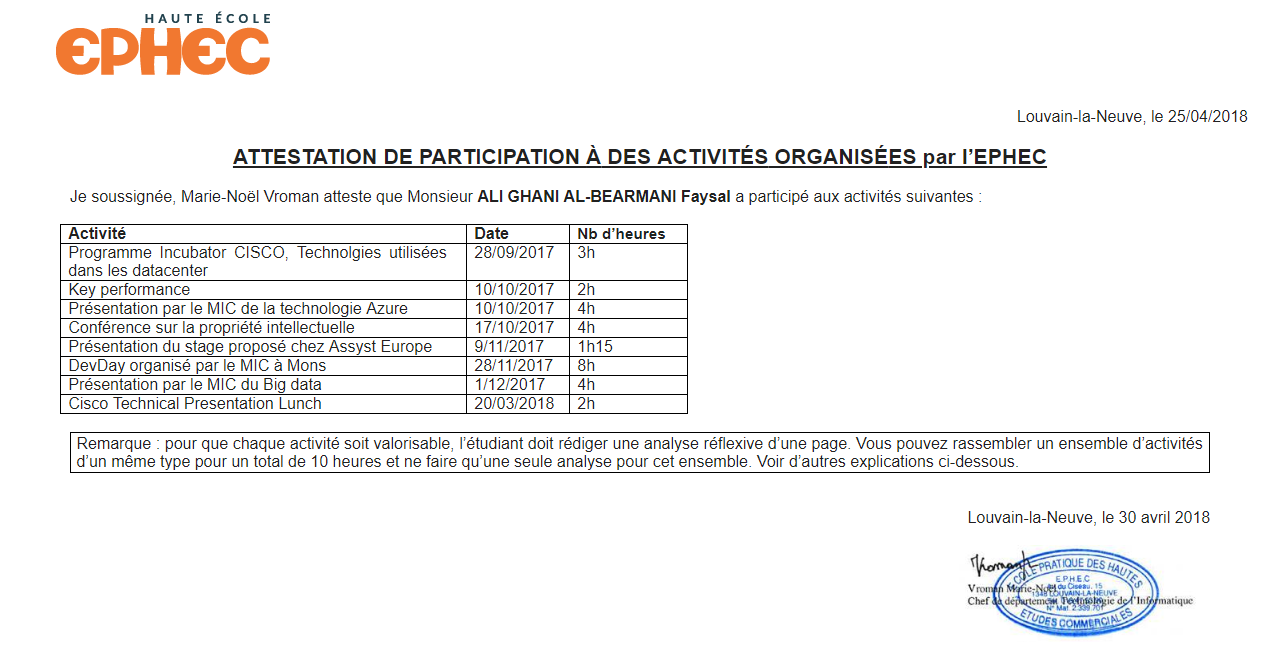 HAUTE ÉCOLE
EPHEC
Louvain-la-Neuve, le 25/04/2018
ATTESTATION DE PARTICIPATION À DES ACTIVITÉS ORGANISÉES par l’EPHEC
Je soussignée, Marie-Noël Vroman atteste que Monsieur ALI GHANI AL-BEARMANI Faysal a participé aux activités suivantes :
Activité Date Nb d’heures
Programme Incubator CISCO, Technolgies utilisées 28/09/2017 3h
dans les datacenter
Key performance 10/10/2017 2h
Présentation par le MIC de la technologie Azure 10/10/2017 4h
Conférence sur la propriété intellectuelle 17/10/2017 4h
Présentation du stage proposé chez Assyst Europe 9/11/2017 1h15
DevDay organisé par le MIC à Mons 28/11/2017 8h
Présentation par le MIC du Big data 1/12/2017 4h
Cisco Technical Presentation Lunch 20/03/2018 2h
Remarque : pour que chaque activité soit valorisable, l’étudiant doit rédiger une analyse réflexive d’une page. Vous pouvez rassembler un ensemble d’activités
d’un même type pour un total de 10 heures et ne faire qu’une seule analyse pour cet ensemble. Voir d’autres explications ci-dessous.
Louvain-la-Neuve, le 30 avril 2018
Vroman
ÉCOLE PRATIQUE DES HAUTES
E.P.H.E.C
du Ciseau, 15
Vroman Marie-Noël
1348 LOUVAIN-LA-NEUVE
Chef de département Technologie de l’Informatique
N° Mat. 2.339.701
ETUDES COMMERCIALES